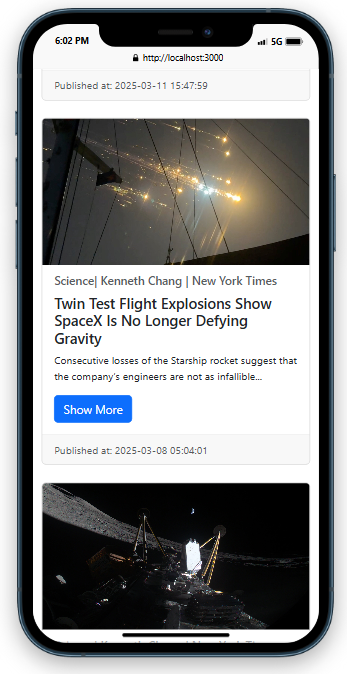 6:02 PM
5G
http://localhost:3000
Published at: 2025-03-11 15:47:59
Science| Kenneth Chang | New York Times
Twin Test Flight Explosions Show
SpaceX Is No Longer Defying
Gravity
Consecutive losses of the Starship rocket suggest that
the company's engineers are not as infallible...
Show More
Published at: 2025-03-08 05:04:01